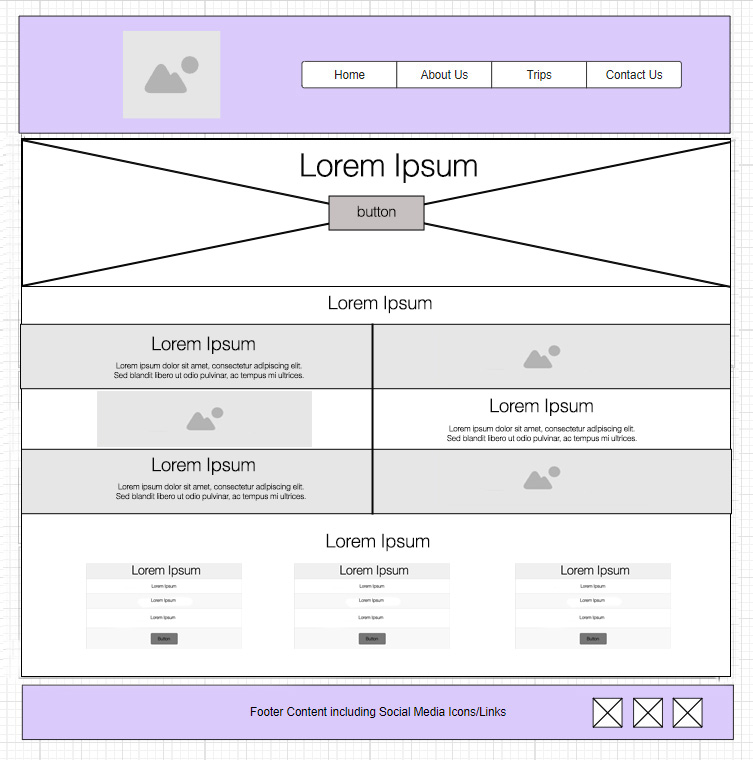 Home
About Us
Trips
Contact Us
Lorem Ipsum
button
Lorem Ipsum
Lorem Ipsum
Lorem ipsum dolor sit amet, consectetur adipiscing elit.
Sed blandit libero ut odio pulvinar, ac tempus mi ultrices.
Lorem Ipsum
Lorem ipsum dolor sit amet, consectetur adipiscing elit.
Sed blandit libero ut odio pulvinar, ac tempus mi ultrices.
Lorem Ipsum
Lorem ipsum dolor sit amet, consectetur adipiscing elit.
Sed blandit libero ut odio pulvinar, ac tempus mi ultrices.
Lorem Ipsum
Lorem Ipsum
Lorem Ipsum
Lorem Ipsum
Lorem Ipsum
Button
Lorem Ipsum
Lorem Ipsum
Lorem Ipsum
Lorem Ipsum
Button
Lorem Ipsum
Lorem Ipsum
Lorem Ipsum
Lorem Ipsum
Button
Footer Content including Social Media Icons/Links